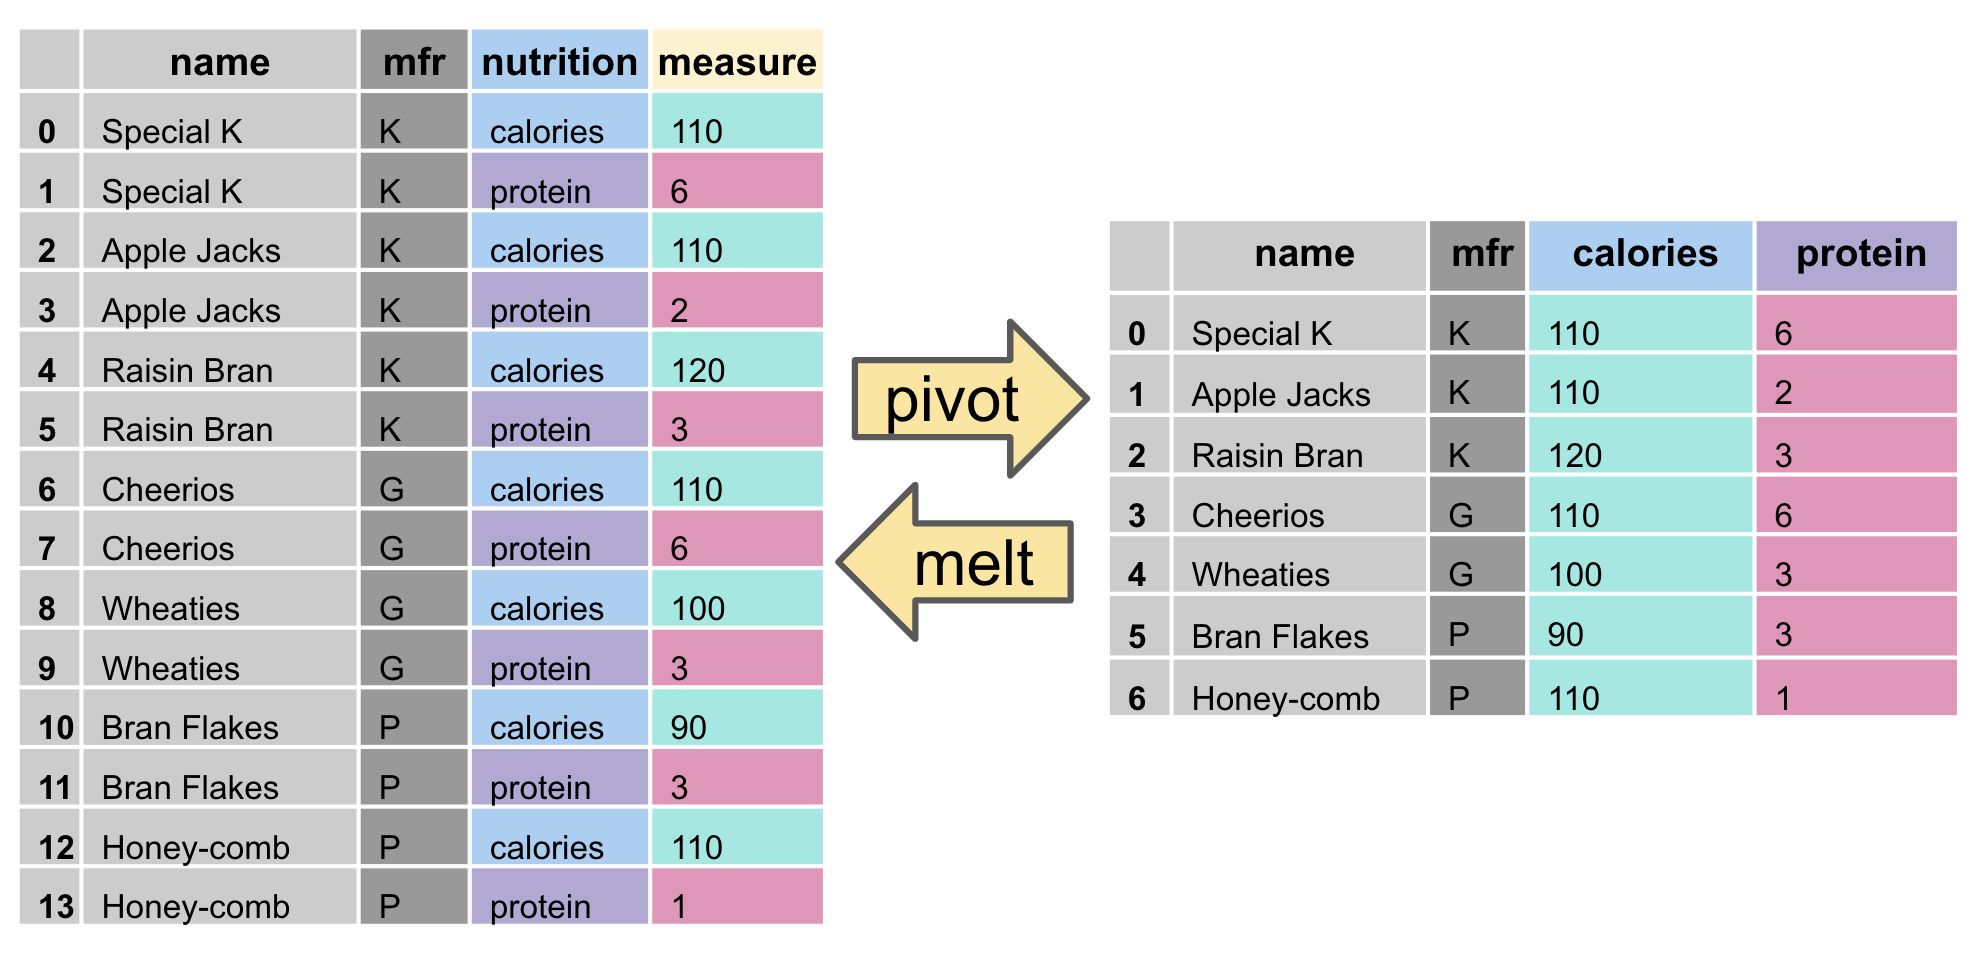 name mfr nutrition measure
0 Special K K calories 110
1 Special K K protein 6
2 Apple Jacks K calories 110
3 Apple Jacks K protein 2
4 Raisin Bran K calories 120
5 Raisin Bran K protein 3
6 Cheerios G calories 110
7 Cheerios G protein 6
8 Wheaties G calories 100
9 Wheaties G protein 3
10 Bran Flakes P calories 90
11 Bran Flakes P protein 3
12 Honey-comb P calories 110
13 Honey-comb P protein 1
pivot
melt
name mfr calories protein
0 Special K K 110 6
1 Apple Jacks K 110 2
2 Raisin Bran K 120 3
3 Cheerios G 110 6
4 Wheaties G 100 3
5 Bran Flakes P 90 3
6 Honey-comb P 110 1